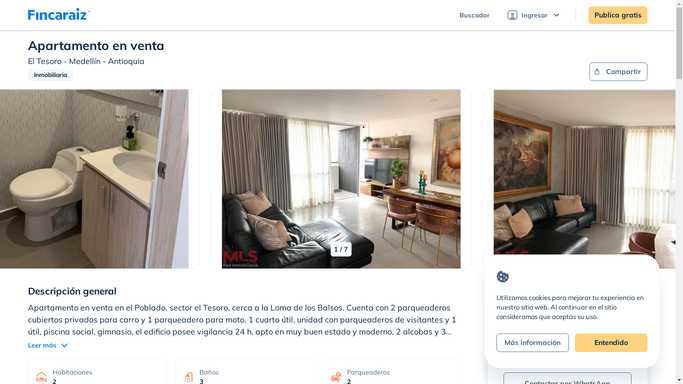 Fincaraiz
Buscador
Ingresar
Publica gratis
Apartamento en venta
El Tesoro - Medellín - Antioquia
Inmobiliaria
Compartir
MLS
1 / 7
MLS
Descripción general
Apartamento en venta en el Poblado, sector el Tesoro, cerca a la Loma de los Balsos. Cuenta con 2 parqueaderos
cubiertos privados para carro y 1 parqueadero para moto, 1 cuarto útil, unidad con parqueaderos de visitantes y 1
útil, piscina social, gimnasio, el edificio posee vigilancia 24 h, apto en muy buen estado y moderno, 2 alcobas y 3...
Leer más
Habitaciones
2
Baños
3
Parqueaderos
2
Utilizamos cookies para mejorar tu experiencia en
nuestro sitio web. Al continuar en el sitio
consideramos que aceptas su uso.
Más información
Entendido
Contactar por WhatsApp